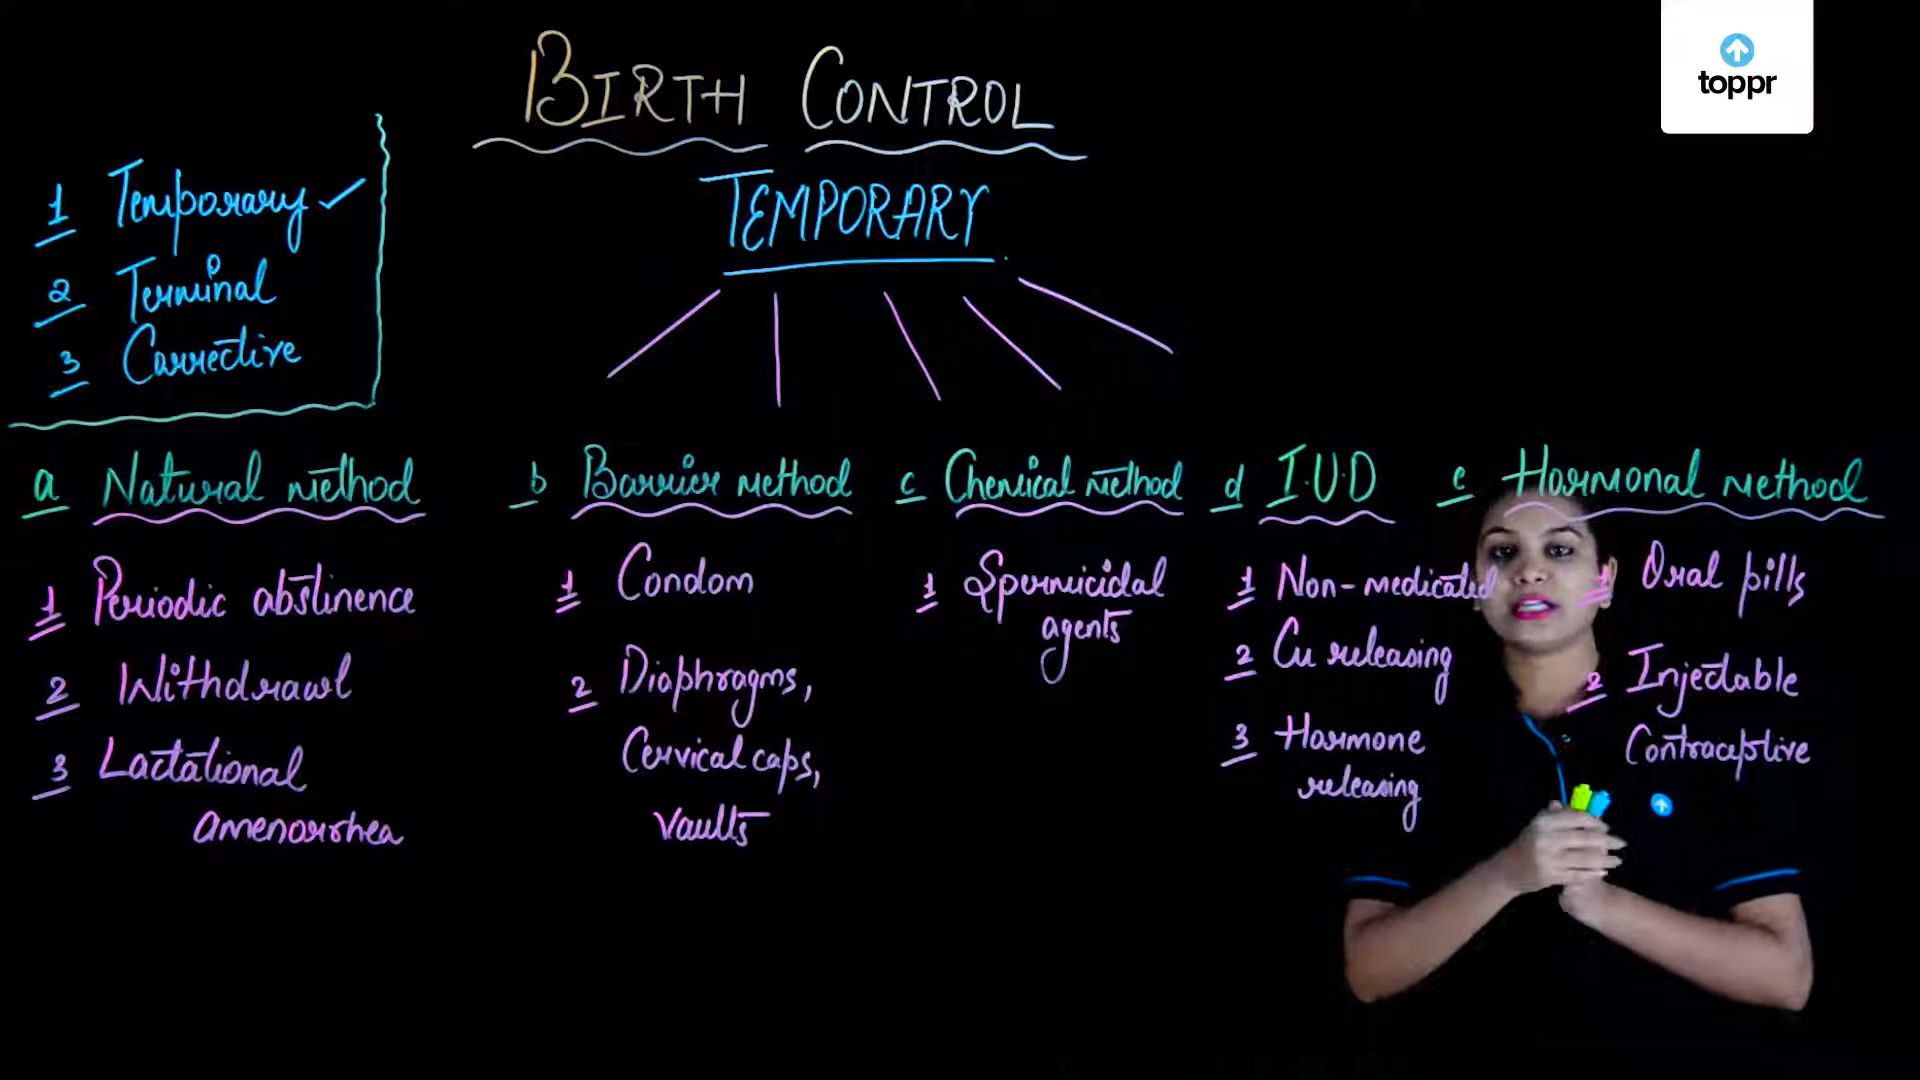 BIRTH CONTROL
toppr
1 Temporary ✓
2 Terminal
3 Corrective
TEMPORARY
a Natural method
1 Periodic abstinence
2 Withdrawl
3 Lactational
amenorrhea
b Barrier method
1 Condom
2 Diaphragms,
Cervical caps,
Vaults
c Chemical method
1 Spermicidal
agents
d I.U.D
1 Non-medicated
2 Cu releasing
3 Hormone
releasing
e Hormonal method
1 Oral pills
2 Injectable
Contraceptive